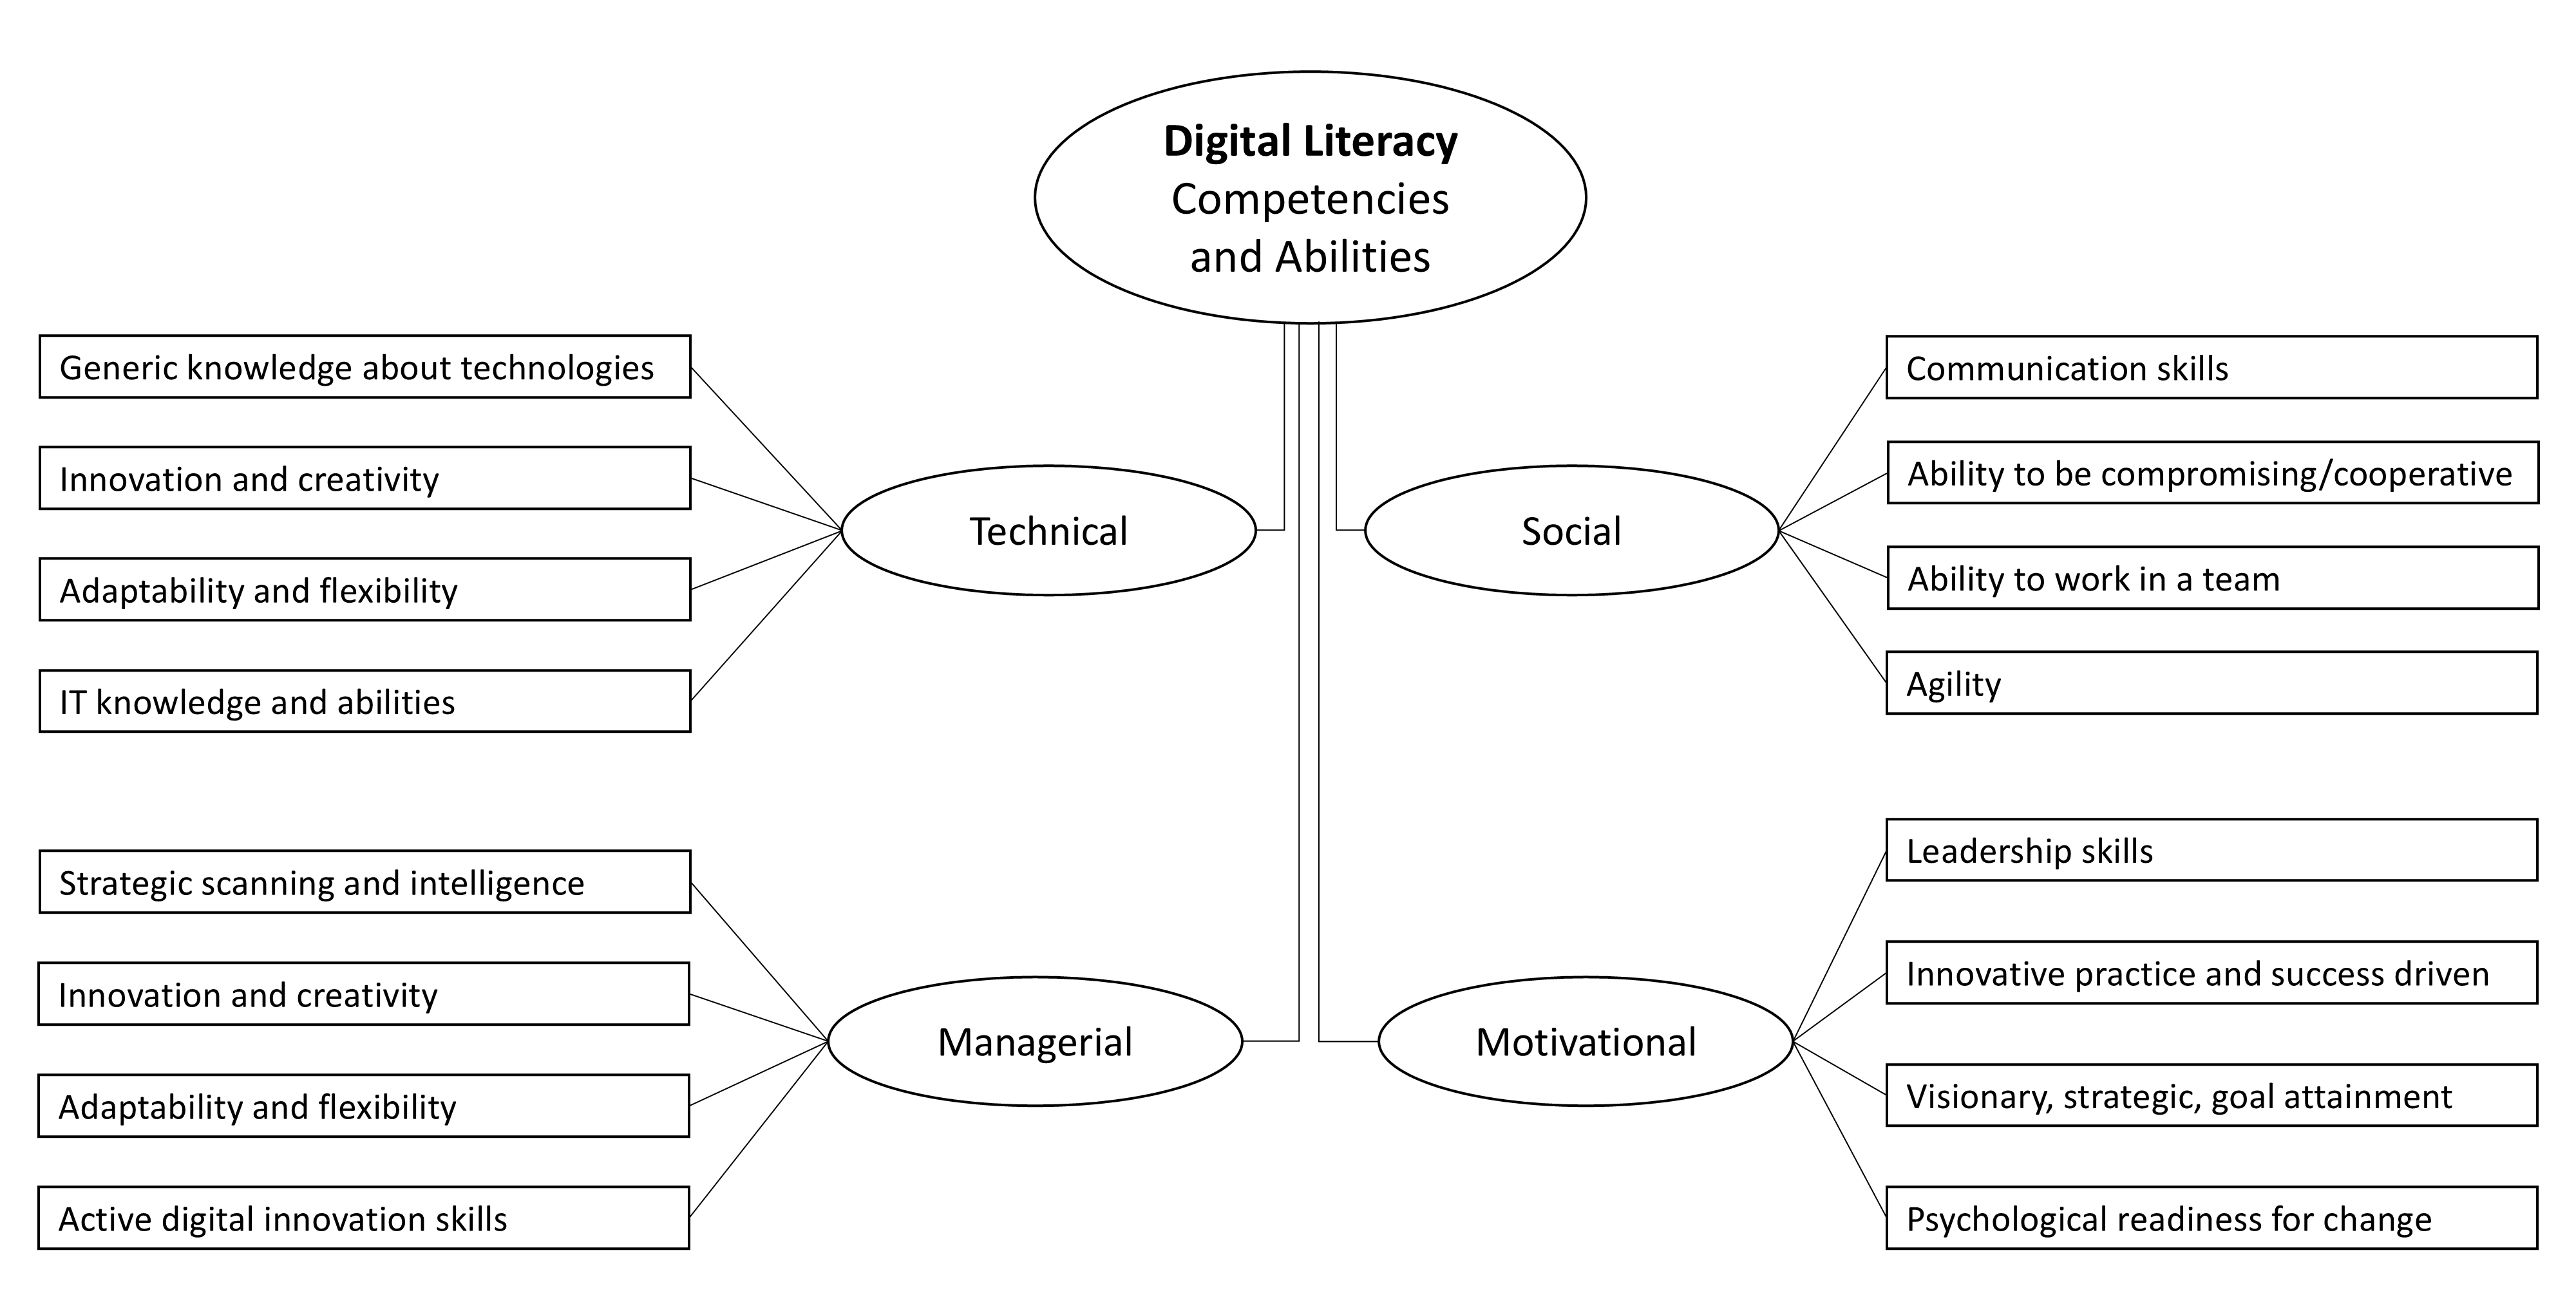 Digital Literacy
Competencies
and Abilities
Generic knowledge about technologies
Innovation and creativity
Adaptability and flexibility
IT knowledge and abilities
Technical
Social
Communication skills
Ability to be compromising/cooperative
Ability to work in a team
Agility
Strategic scanning and intelligence
Innovation and creativity
Adaptability and flexibility
Active digital innovation skills
Managerial
Motivational
Leadership skills
Innovative practice and success driven
Visionary, strategic, goal attainment
Psychological readiness for change